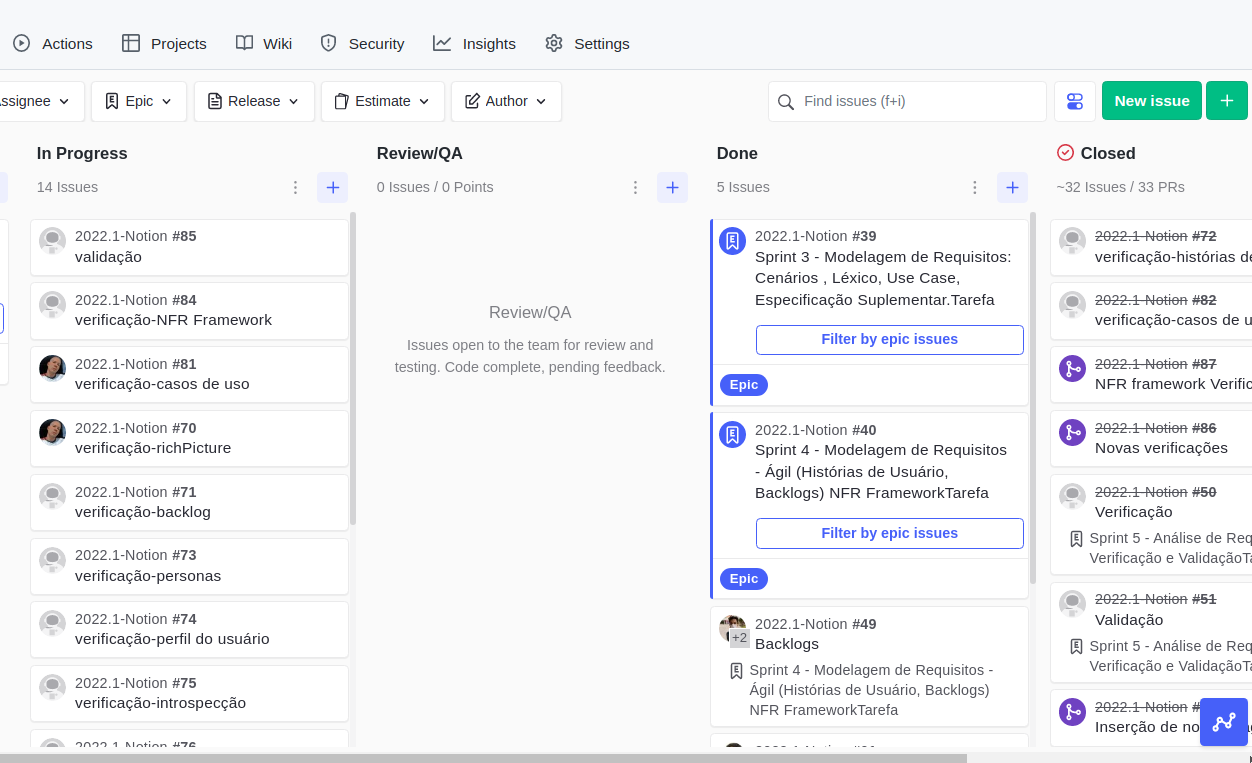 Actions Projects Wiki Security Insights Settings
ssignee Epic Release Estimate Author Find issues (f+i) New issue
In Progress
14 Issues
2022.1-Notion #85
validação
2022.1-Notion #84
verificação-NFR Framework
2022.1-Notion #81
verificação-casos de uso
2022.1-Notion #70
verificação-richPicture
2022.1-Notion #71
verificação-backlog
2022.1-Notion #73
verificação-personas
2022.1-Notion #74
verificação-perfil do usuário
2022.1-Notion #75
verificação-introspecção
2022.1-Notion #76
Review/QA
0 Issues / 0 Points
Review/QA
Issues open to the team for review and
testing. Code complete, pending feedback.
Done
5 Issues
2022.1-Notion #39
Sprint 3 - Modelagem de Requisitos:
Cenários , Léxico, Use Case,
Especificação Suplementar.Tarefa
Filter by epic issues
Epic
2022.1-Notion #40
Sprint 4 - Modelagem de Requisitos
- Ágil (Histórias de Usuário,
Backlogs) NFR FrameworkTarefa
Filter by epic issues
Epic
+2
2022.1-Notion #49
Backlogs
Sprint 4 - Modelagem de Requisitos -
Ágil (Histórias de Usuário, Backlogs)
NFR FrameworkTarefa
Closed
~32 Issues / 33 PRs
2022.1-Notion #72
verificação-histórias de
2022.1-Notion #82
verificação-casos de u
2022.1-Notion #87
NFR framework Verific
2022.1-Notion #86
Novas verificações
2022.1-Notion #50
Verificação
Sprint 5 - Análise de Req
Verificação e ValidaçãoTa
2022.1-Notion #51
Validação
Sprint 5 - Análise de Req
Verificação e ValidaçãoTa
2022.1-Notion #
Inserção de no